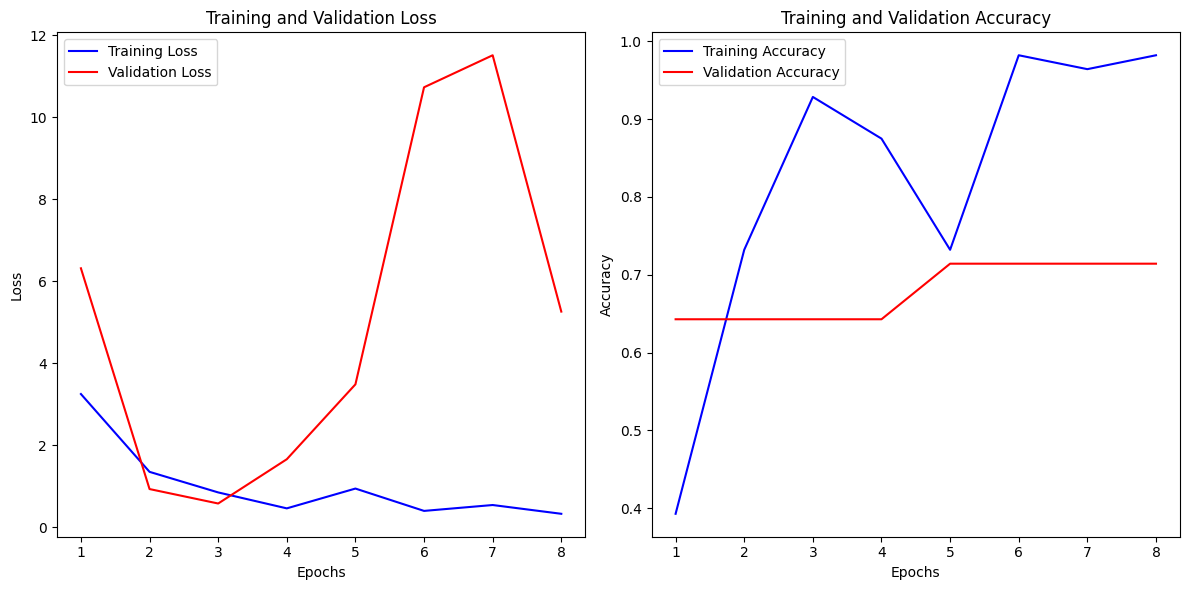 Training and Validation Loss
Training Loss
Validation Loss
12
10
8
6
4
2
0
Loss
1 2 3 4 5 6 7 8
Epochs
Training and Validation Accuracy
Training Accuracy
Validation Accuracy
1.0
0.9
0.8
0.7
0.6
0.5
0.4
Accuracy
1 2 3 4 5 6 7 8
Epochs